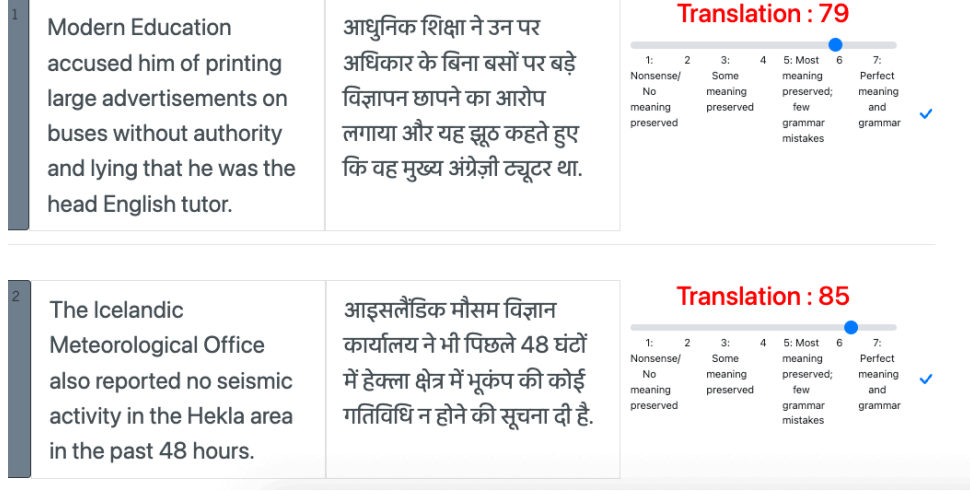 1
Modern Education
accused him of printing
large advertisements on
buses without authority
and lying that he was the
head English tutor.
आधुनिक शिक्षा ने उन पर
अधिकार के बिना बसों पर बड़े
विज्ञापन छापने का आरोप
लगाया और यह झूठ कहते हुए
कि वह मुख्य अंग्रेज़ी ट्यूटर था.
Translation : 79
1: 2 3: 4 5: Most 6 7:
Nonsense/ Some meaning Perfect
No meaning preserved; meaning
meaning preserved few and
preserved grammar grammar
mistakes
2
The Icelandic
Meteorological Office
also reported no seismic
activity in the Hekla area
in the past 48 hours.
आइसलैंडिक मौसम विज्ञान
कार्यालय ने भी पिछले 48 घंटों
में हेक्ला क्षेत्र में भूकंप की कोई
गतिविधि न होने की सूचना दी है.
Translation : 85
1: 2 3: 4 5: Most 6 7:
Nonsense/ Some meaning Perfect
No meaning preserved; meaning
meaning preserved few and
preserved grammar grammar
mistakes